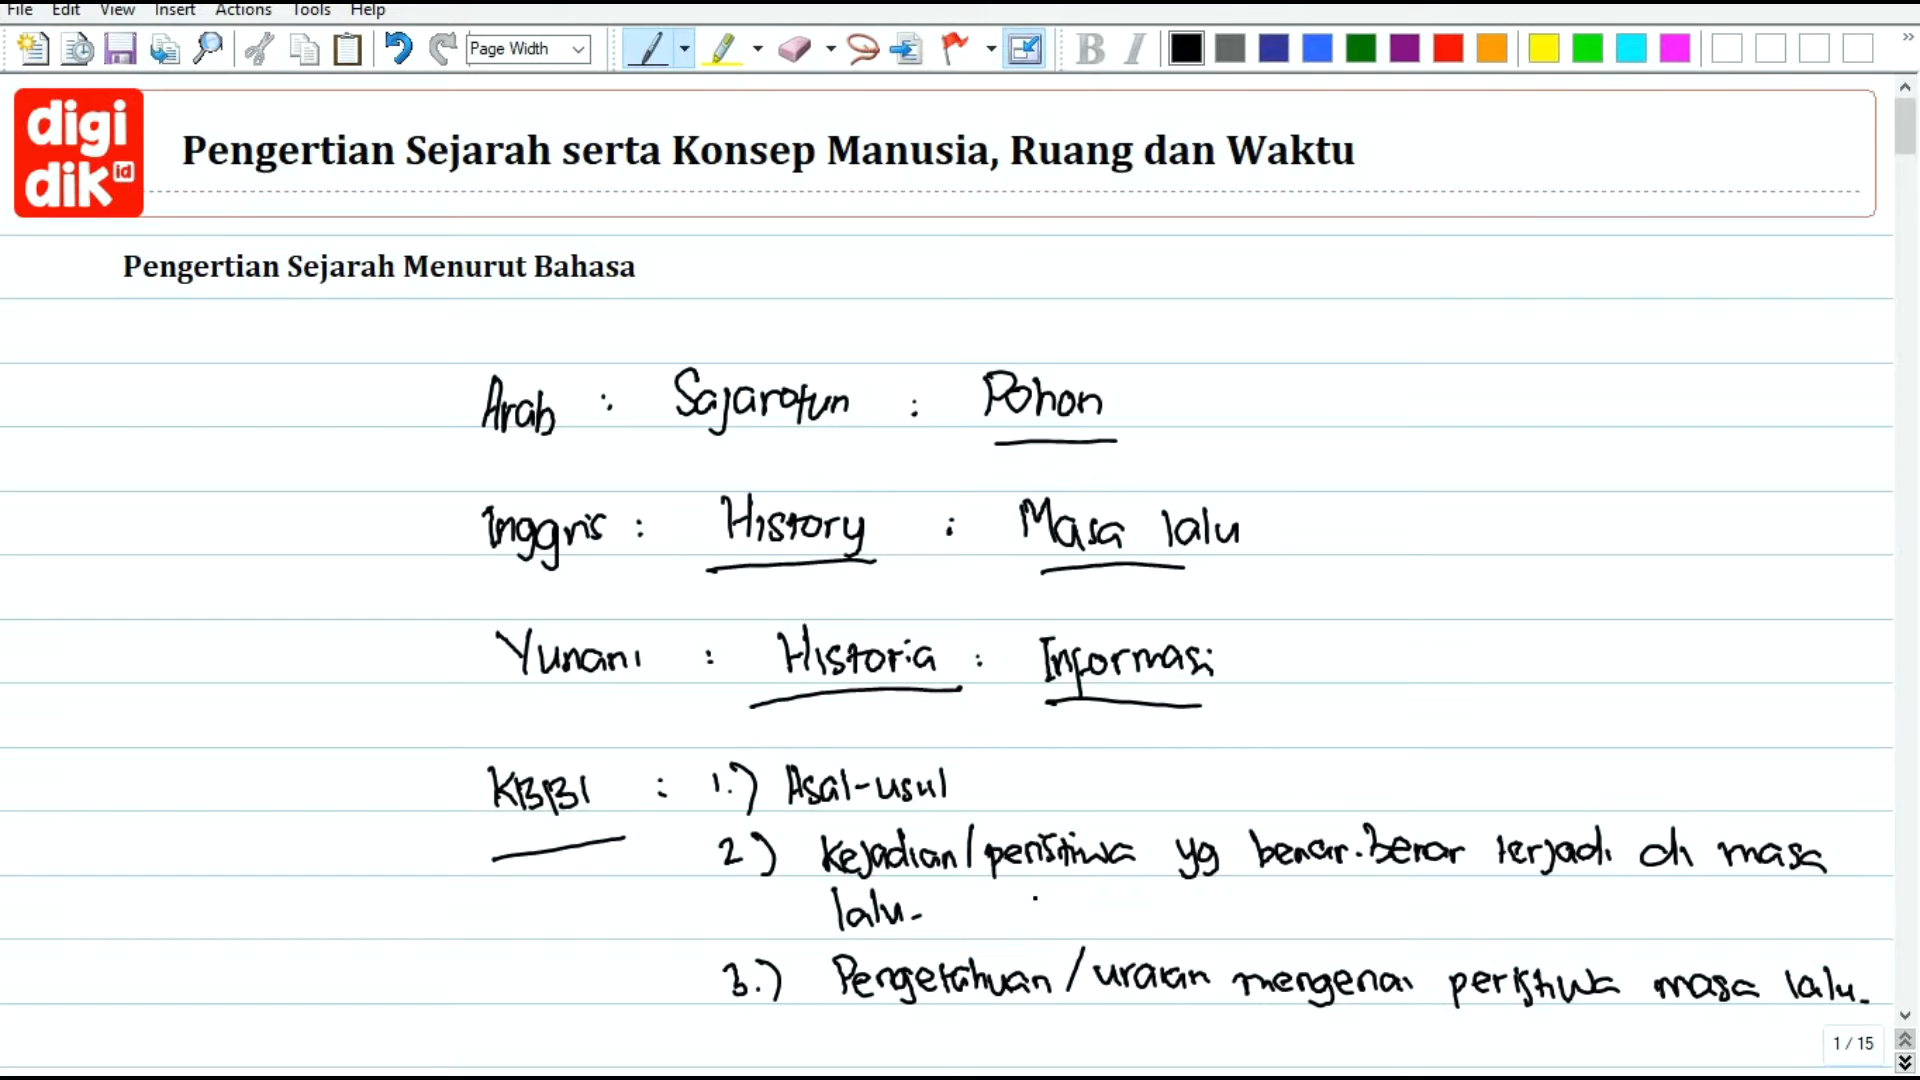 File Edit View Insert Actions Tools Help
Page Width
B I
digi
dik id
Pengertian Sejarah serta Konsep Manusia, Ruang dan Waktu
Pengertian Sejarah Menurut Bahasa
Arab : Sajarotun : Pohon
Inggris : History : Masa lalu
Yunani : Historia : Informasi
KBBI : 1.) Asal-usul
2) Kejadian/peristiwa yg benar-benar terjadi di masa
lalu.
3.) Pengetahuan/uraian mengenai peristiwa masa lalu.
1 / 15